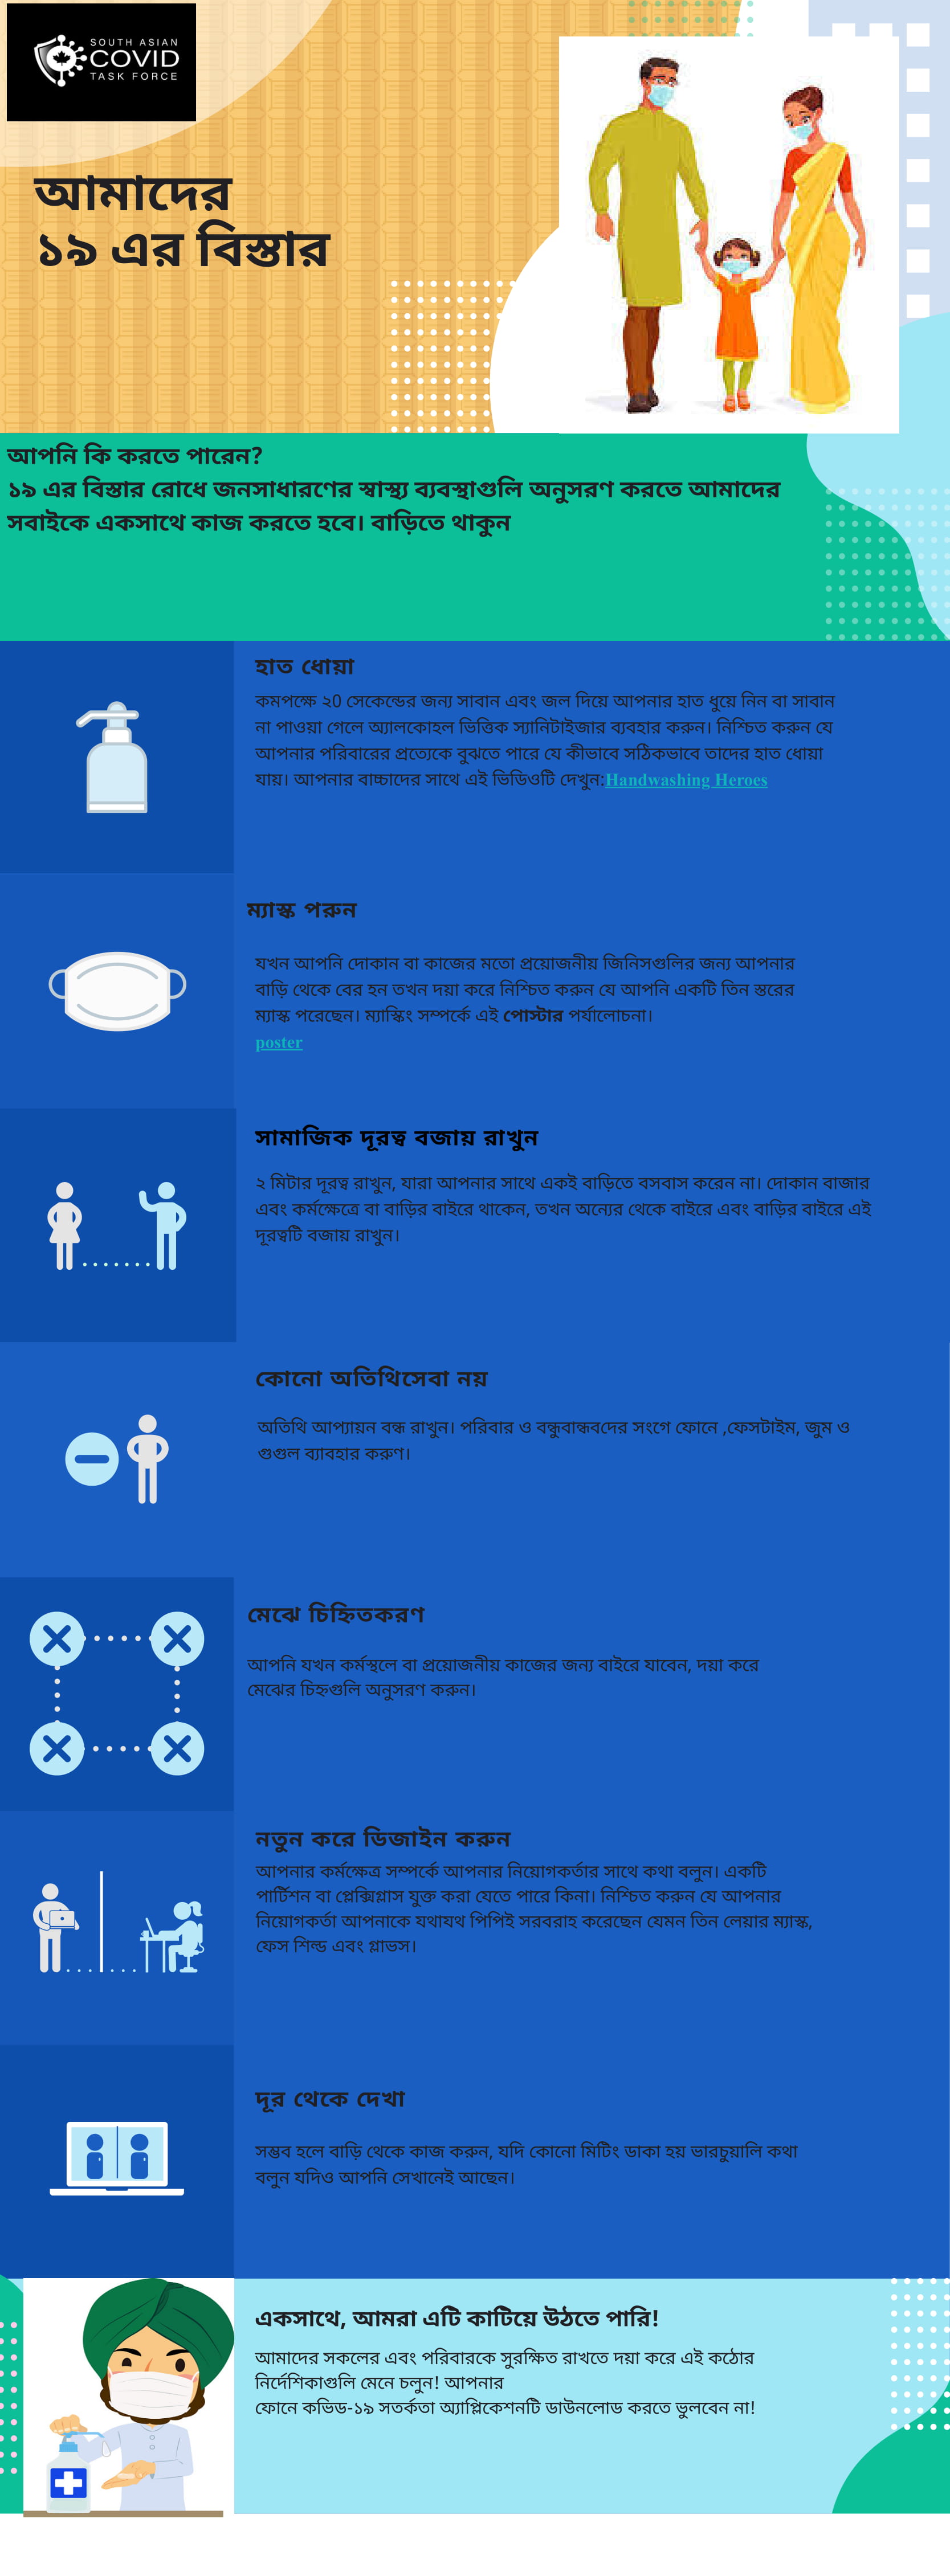 SOUTH ASIAN
COVID
TASK FORCE
আমাদের
১৯ এর বিস্তার
আপনি কি করতে পারেন?
১৯ এর বিস্তার রোধে জনসাধারণের স্বাস্থ্য ব্যবস্থাগুলি অনুসরণ করতে আমাদের
সবাইকে একসাথে কাজ করতে হবে। বাড়িতে থাকুন
হাত ধোয়া
কমপক্ষে ২0 সেকেন্ডের জন্য সাবান এবং জল দিয়ে আপনার হাত ধুয়ে নিন বা সাবান
না পাওয়া গেলে অ্যালকোহল ভিত্তিক স্যানিটাইজার ব্যবহার করুন। নিশ্চিত করুন যে
আপনার পরিবারের প্রত্যেকে বুঝতে পারে যে কীভাবে সঠিকভাবে তাদের হাত ধোয়া
যায়। আপনার বাচ্চাদের সাথে এই ভিডিওটি দেখুন:Handwashing Heroes
ম্যাস্ক পরুন
যখন আপনি দোকান বা কাজের মতো প্রয়োজনীয় জিনিসগুলির জন্য আপনার
বাড়ি থেকে বের হন তখন দয়া করে নিশ্চিত করুন যে আপনি একটি তিন স্তরের
ম্যাস্ক পরেছেন। ম্যাস্কিং সম্পর্কে এই পোস্টার পর্যালোচনা।
poster
সামাজিক দূরত্ব বজায় রাখুন
২ মিটার দূরত্ব রাখুন, যারা আপনার সাথে একই বাড়িতে বসবাস করেন না। দোকান বাজার
এবং কর্মক্ষেত্রে বা বাড়ির বাইরে থাকেন, তখন অন্যের থেকে বাইরে এবং বাড়ির বাইরে এই
দূরত্বটি বজায় রাখুন।
কোনো অতিথিসেবা নয়
অতিথি আপ্যায়ন বন্ধ রাখুন। পরিবার ও বন্ধুবান্ধবদের সংগে ফোনে ,ফেসটাইম, জুম ও
গুগুল ব্যাবহার করুণ।
মেঝে চিহ্নিতকরণ
আপনি যখন কর্মস্থলে বা প্রয়োজনীয় কাজের জন্য বাইরে যাবেন, দয়া করে
মেঝের চিহ্নগুলি অনুসরণ করুন।
নতুন করে ডিজাইন করুন
আপনার কর্মক্ষেত্র সম্পর্কে আপনার নিয়োগকর্তার সাথে কথা বলুন। একটি
পার্টিশন বা প্লেক্সিগ্লাস যুক্ত করা যেতে পারে কিনা। নিশ্চিত করুন যে আপনার
নিয়োগকর্তা আপনাকে যথাযথ পিপিই সরবরাহ করেছেন যেমন তিন লেয়ার ম্যাস্ক,
ফেস শিল্ড এবং গ্লাভস।
দূর থেকে দেখা
সম্ভব হলে বাড়ি থেকে কাজ করুন, যদি কোনো মিটিং ডাকা হয় ভারচুয়ালি কথা
বলুন যদিও আপনি সেখানেই আছেন।
একসাথে, আমরা এটি কাটিয়ে উঠতে পারি!
আমাদের সকলের এবং পরিবারকে সুরক্ষিত রাখতে দয়া করে এই কঠোর
নির্দেশিকাগুলি মেনে চলুন! আপনার
ফোনে কভিড-১৯ সতর্কতা অ্যাপ্লিকেশনটি ডাউনলোড করতে ভুলবেন না!